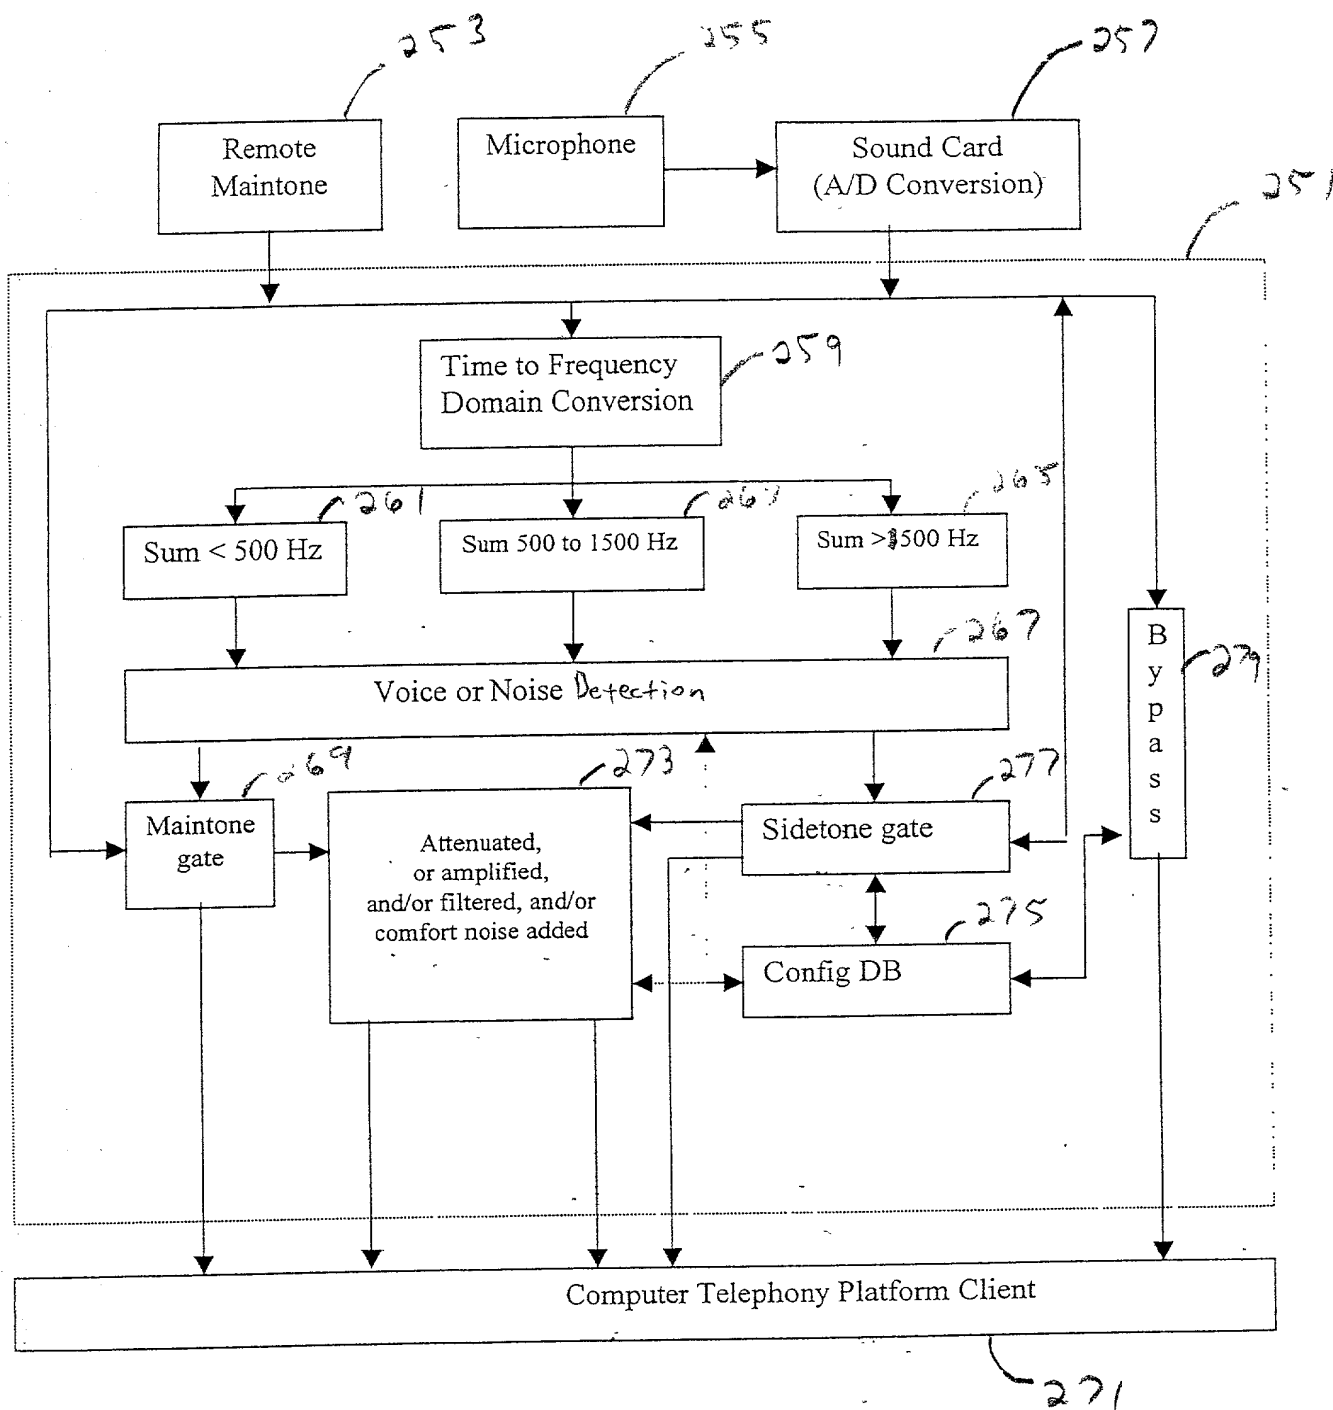 253
255
257
Remote
Maintone
Microphone
Sound Card
(A/D Conversion)
251
Time to Frequency
Domain Conversion
259
261
265
Sum < 500 Hz
Sum 500 to 1500 Hz
Sum >1500 Hz
267
Voice or Noise Detection
B
y
p
a
s
s
279
269
273
277
Maintone
gate
Attenuated,
or amplified,
and/or filtered, and/or
comfort noise added
Sidetone gate
275
Config DB
Computer Telephony Platform Client
271